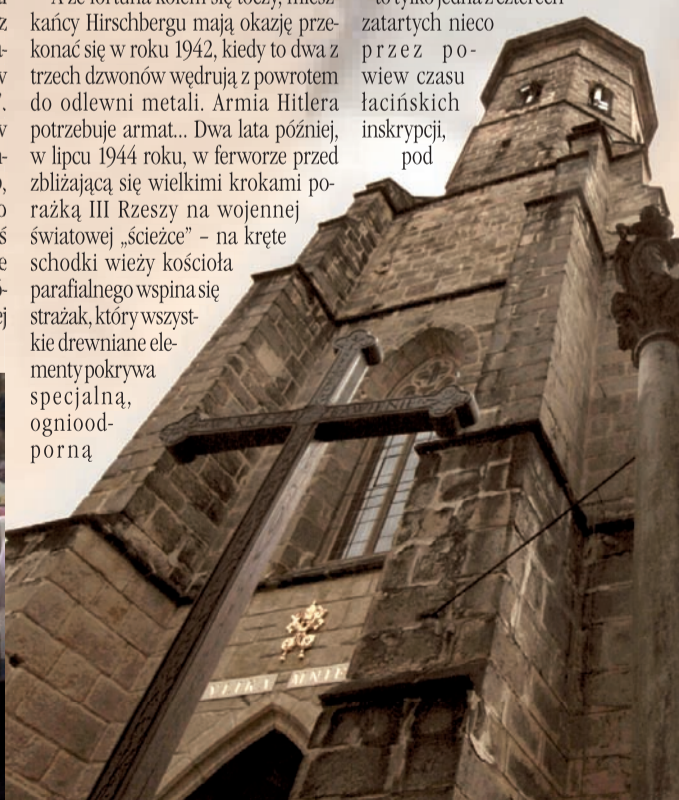 A że fortuna kołem się toczy, miesz-
kańcy Hirschbergu mają okazję prze-
konać się w roku 1942, kiedy to dwa z
trzech dzwonów wędrują z powrotem
do odlewni metali. Armia Hitlera
potrzebuje armat... Dwa lata później,
w lipcu 1944 roku, w ferworze przed
zbliżającą się wielkimi krokami po-
rażką III Rzeszy na wojennej
światowej „ścieżce” – na kręte
schodki wieży kościoła
parafialnego wspina się
strażak, który wszyst-
kie drewniane ele-
menty pokrywa
specjalną,
ogniood-
porną
to tylko jedna z czterech
zatartych nieco
przez po-
wiew czasu
łacińskich
inskrypcji,
pod
MNIE